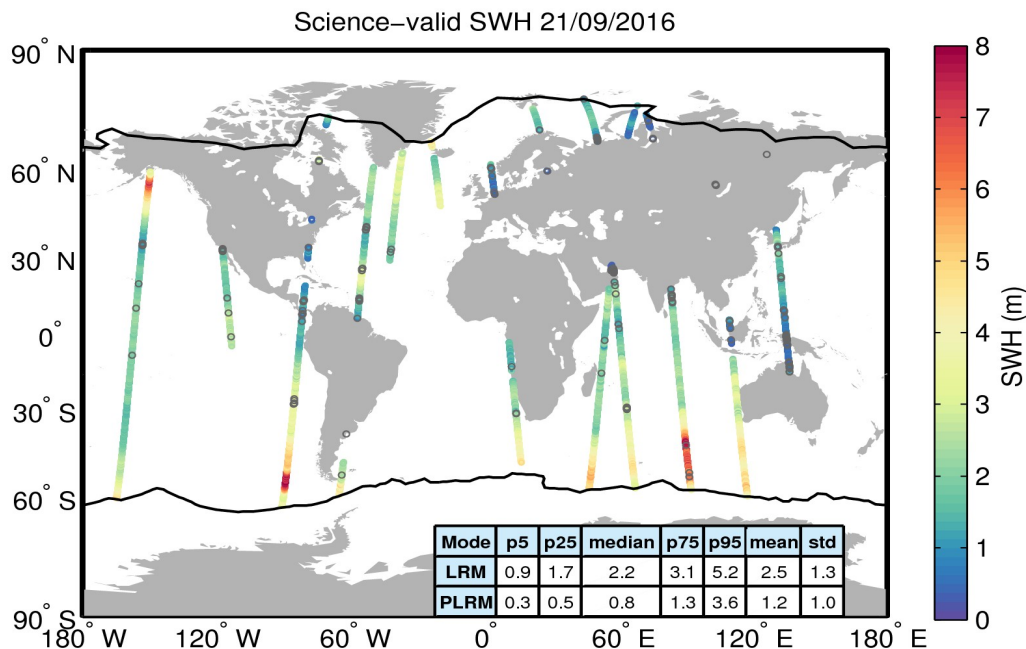 Science−valid SWH 21/09/2016
90° N
60° N
30° N
0°
30° S
60° S
90° S
180° W 120° W 60° W 0° 60° E 120° E 180° E
Mode p5 p25 median p75 p95 mean std
LRM 0.9 1.7 2.2 3.1 5.2 2.5 1.3
PLRM 0.3 0.5 0.8 1.3 3.6 1.2 1.0
8
7
6
5
4
3
2
1
0
SWH (m)